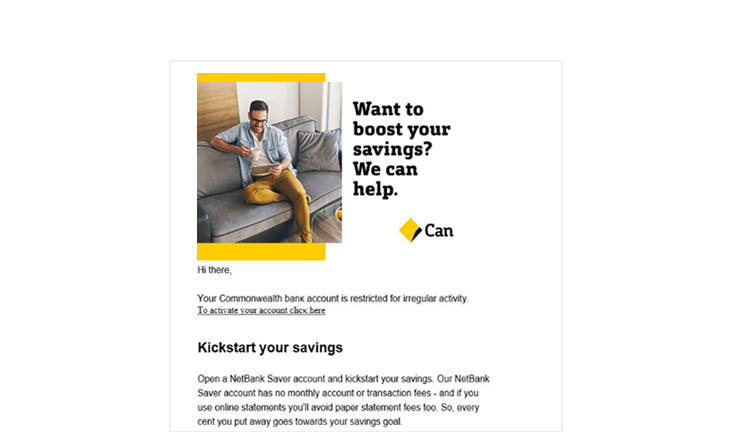 Want to
boost your
savings?
We can
help.
Can
Hi there,
Your Commonwealth banк account is restricted for irregular activity.
To activate your account clicк here
Kickstart your savings
Open a NetBank Saver account and kickstart your savings. Our NetBank
Saver account has no monthly account or transaction fees - and if you
use online statements you'll avoid paper statement fees too. So, every
cent you put away goes towards your savings goal.